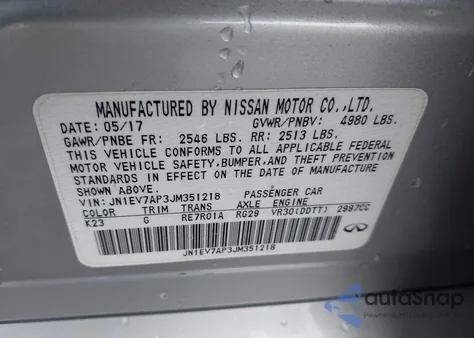 MANUFACTURED BY NISSAN MOTOR CO.,LTD.
DATE: 05/17 GVWR/PNBV: 4980 LBS.
GAWR/PNBE FR: 2546 LBS. RR: 2513 LBS.
THIS VEHICLE CONFORMS TO ALL APPLICABLE FEDERAL
MOTOR VEHICLE SAFETY,BUMPER,AND THEFT PREVENTION
STANDARDS IN EFFECT ON THE DATE OF MANUFACTURE
SHOWN ABOVE.
VIN: JN1EV7AP3JM351218 PASSENGER CAR
COLOR TRIM TRANS AXLE ENGINE
K23 G RE7R01A RG29 VR30(DDTT) 2997CC
JN1EV7AP3JM351218
INFINITI
autoSnap